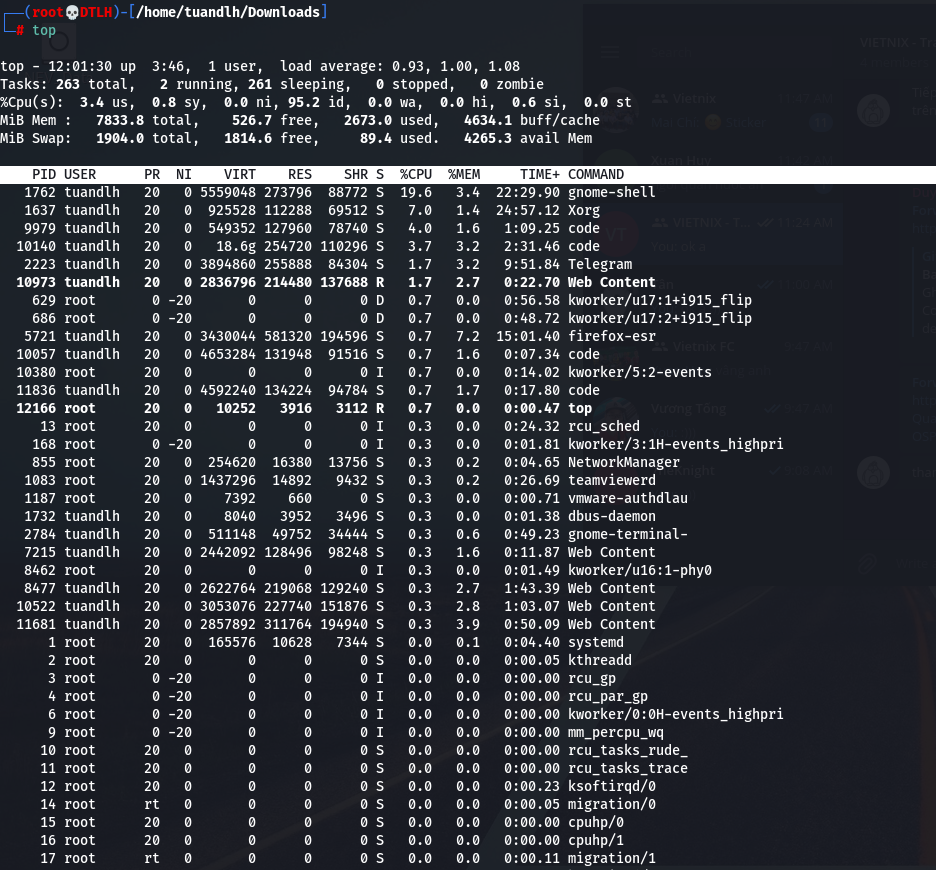 ┌──(root💀DTLH)-[/home/tuandlh/Downloads]
└─# top
top - 12:01:30 up  3:46,  1 user,  load average: 0.93, 1.00, 1.08
Tasks: 263 total,   2 running, 261 sleeping,   0 stopped,   0 zombie
%Cpu(s):  3.4 us,  0.8 sy,  0.0 ni, 95.2 id,  0.0 wa,  0.0 hi,  0.6 si,  0.0 st
MiB Mem :   7833.8 total,    526.7 free,   2673.0 used,   4634.1 buff/cache
MiB Swap:   1904.0 total,   1814.6 free,     89.4 used.   4265.3 avail Mem
PID USER      PR  NI    VIRT    RES    SHR S  %CPU  %MEM     TIME+ COMMAND
1762 tuandlh   20   0 5559048 273796  88772 S  19.6   3.4  22:29.90 gnome-shell
1637 tuandlh   20   0  925528 112288  69512 S   7.0   1.4  24:57.12 Xorg
9979 tuandlh   20   0  549352 127960  78740 S   4.0   1.6   1:09.25 code
10140 tuandlh   20   0   18.6g 254720 110296 S   3.7   3.2   2:31.46 code
2223 tuandlh   20   0 3894860 255888  84304 S   1.7   3.2   9:51.84 Telegram
10973 tuandlh   20   0 2836796 214480 137688 R   1.7   2.7   0:22.70 Web Content
629 root       0 -20       0      0      0 D   0.7   0.0   0:56.58 kworker/u17:1+i915_flip
686 root       0 -20       0      0      0 D   0.7   0.0   0:48.72 kworker/u17:2+i915_flip
5721 tuandlh   20   0 3430044 581320 194596 S   0.7   7.2  15:01.40 firefox-esr
10057 tuandlh   20   0 4653284 131948  91516 S   0.7   1.6   0:07.34 code
10380 root      20   0       0      0      0 I   0.7   0.0   0:14.02 kworker/5:2-events
11836 tuandlh   20   0 4592240 134224  94784 S   0.7   1.7   0:17.80 code
12166 root      20   0   10252   3916   3112 R   0.7   0.0   0:00.47 top
13 root      20   0       0      0      0 I   0.3   0.0   0:24.32 rcu_sched
168 root       0 -20       0      0      0 I   0.3   0.0   0:01.81 kworker/3:1H-events_highpri
855 root      20   0  254620  16380  13756 S   0.3   0.2   0:04.65 NetworkManager
1083 root      20   0 1437296  14892   9432 S   0.3   0.2   0:26.69 teamviewerd
1187 root      20   0    7392    660      0 S   0.3   0.0   0:00.71 vmware-authdlau
1732 tuandlh   20   0    8040   3952   3496 S   0.3   0.0   0:01.38 dbus-daemon
2784 tuandlh   20   0  511148  49752  34444 S   0.3   0.6   0:49.23 gnome-terminal-
7215 tuandlh   20   0 2442092 128496  98248 S   0.3   1.6   0:11.87 Web Content
8462 root      20   0       0      0      0 I   0.3   0.0   0:01.49 kworker/u16:1-phy0
8477 tuandlh   20   0 2622764 219068 129240 S   0.3   2.7   1:43.39 Web Content
10522 tuandlh   20   0 3053076 227740 151876 S   0.3   2.8   1:03.07 Web Content
11681 tuandlh   20   0 2857892 311764 194940 S   0.3   3.9   0:50.09 Web Content
1 root      20   0  165576  10628   7344 S   0.0   0.1   0:04.40 systemd
2 root      20   0       0      0      0 S   0.0   0.0   0:00.05 kthreadd
3 root       0 -20       0      0      0 I   0.0   0.0   0:00.00 rcu_gp
4 root       0 -20       0      0      0 I   0.0   0.0   0:00.00 rcu_par_gp
6 root       0 -20       0      0      0 I   0.0   0.0   0:00.00 kworker/0:0H-events_highpri
9 root       0 -20       0      0      0 I   0.0   0.0   0:00.00 mm_percpu_wq
10 root      20   0       0      0      0 S   0.0   0.0   0:00.00 rcu_tasks_rude_
11 root      20   0       0      0      0 S   0.0   0.0   0:00.00 rcu_tasks_trace
12 root      20   0       0      0      0 S   0.0   0.0   0:00.23 ksoftirqd/0
14 root      rt   0       0      0      0 S   0.0   0.0   0:00.05 migration/0
15 root      20   0       0      0      0 S   0.0   0.0   0:00.00 cpuhp/0
16 root      20   0       0      0      0 S   0.0   0.0   0:00.00 cpuhp/1
17 root      rt   0       0      0      0 S   0.0   0.0   0:00.11 migration/1